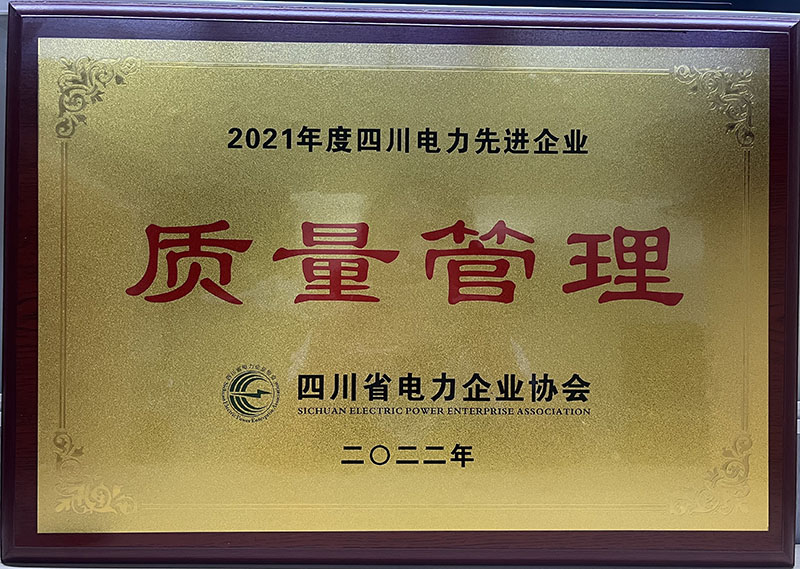 2021年度四川电力先进企业
质量管理
四川省电力企业协会
SICHUAN ELECTRIC POWER ENTERPRISE ASSOCIATION
二〇二二年